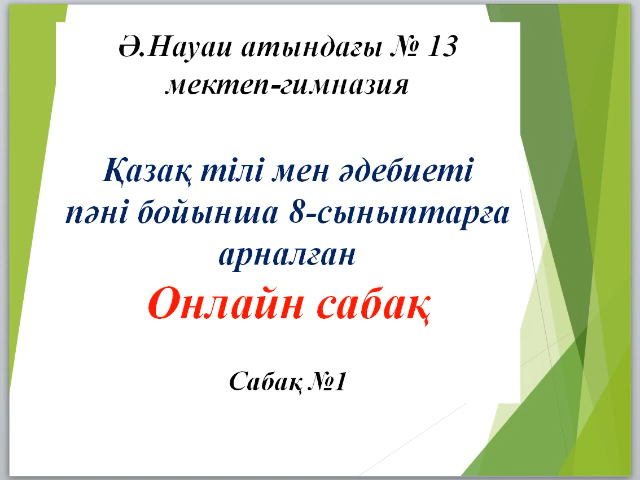 Ә.Науаи атындағы № 13
мектеп-гимназия
Қазақ тілі мен әдебиеті
пәні бойынша 8-сыныптарға
арналған
Онлайн сабақ
Сабақ №1